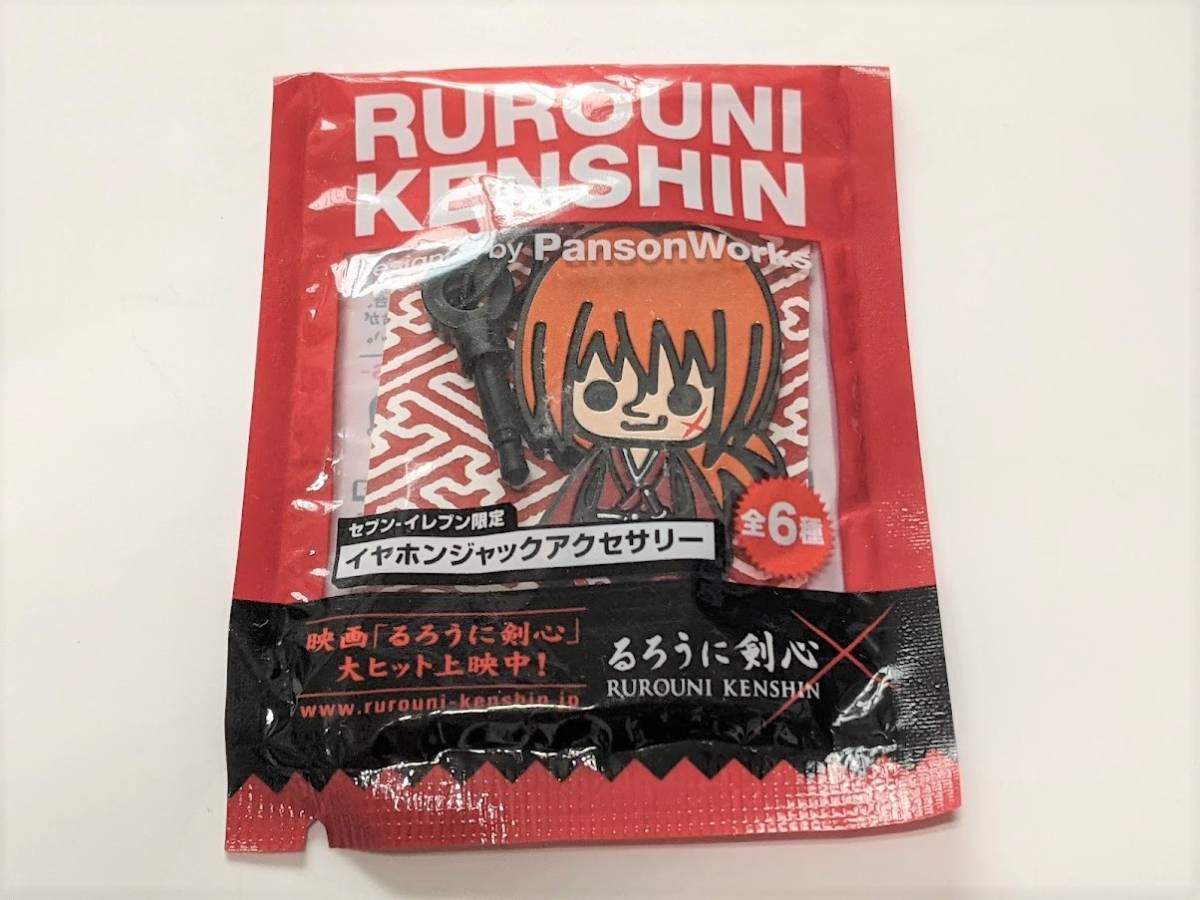 RUROUNI
KENSHIN
Designed by PansonWorks
セブン-イレブン限定
イヤホンジャックアクセサリー
全6種
映画「るろうに剣心」
大ヒット上映中!
www.rurouni-kenshin.jp
るろうに剣心
RUROUNI KENSHIN